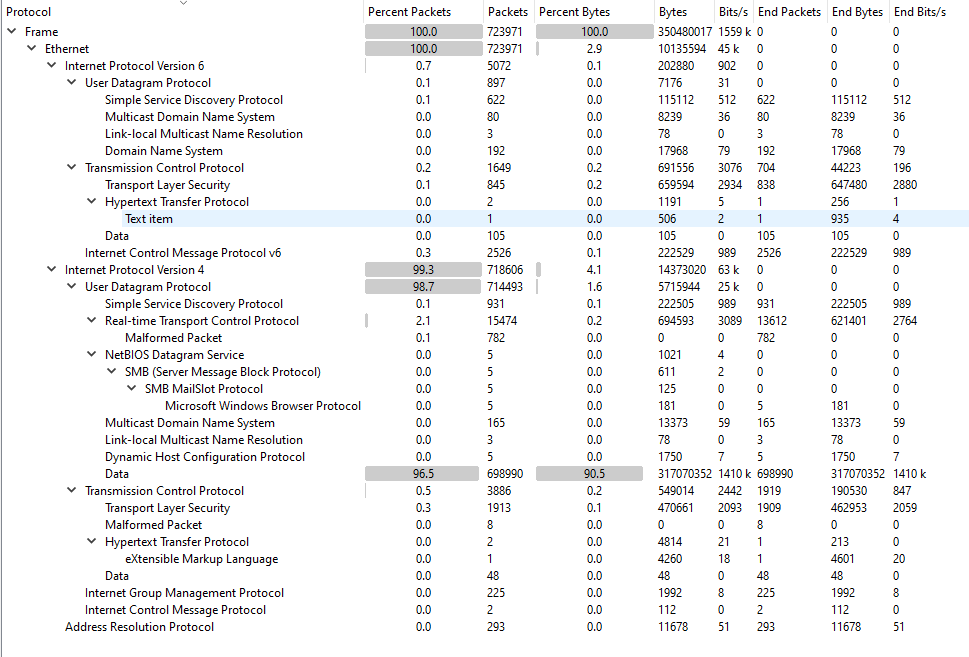 Protocol Percent Packets Packets Percent Bytes Bytes Bits/s End Packets End Bytes End Bits/s
Frame 100.0 723971 100.0 350480017 1559 k 0 0 0
Ethernet 100.0 723971 2.9 10135594 45 k 0 0 0
Internet Protocol Version 6 0.7 5072 0.1 202880 902 0 0 0
User Datagram Protocol 0.1 897 0.0 7176 31 0 0 0
Simple Service Discovery Protocol 0.1 622 0.0 115112 512 622 115112 512
Multicast Domain Name System 0.0 80 0.0 8239 36 80 8239 36
Link-local Multicast Name Resolution 0.0 3 0.0 78 0 3 78 0
Domain Name System 0.0 192 0.0 17968 79 192 17968 79
Transmission Control Protocol 0.2 1649 0.2 691556 3076 704 44223 196
Transport Layer Security 0.1 845 0.2 659594 2934 838 647480 2880
Hypertext Transfer Protocol 0.0 2 0.0 1191 5 1 256 1
Text item 0.0 1 0.0 506 2 1 935 4
Data 0.0 105 0.0 105 0 105 105 0
Internet Control Message Protocol v6 0.3 2526 0.1 222529 989 2526 222529 989
Internet Protocol Version 4 99.3 718606 4.1 14373020 63 k 0 0 0
User Datagram Protocol 98.7 714493 1.6 5715944 25 k 0 0 0
Simple Service Discovery Protocol 0.1 931 0.1 222505 989 931 222505 989
Real-time Transport Control Protocol 2.1 15474 0.2 694593 3089 13612 621401 2764
Malformed Packet 0.1 782 0.0 0 0 782 0 0
NetBIOS Datagram Service 0.0 5 0.0 1021 4 0 0 0
SMB (Server Message Block Protocol) 0.0 5 0.0 611 2 0 0 0
SMB MailSlot Protocol 0.0 5 0.0 125 0 0 0 0
Microsoft Windows Browser Protocol 0.0 5 0.0 181 0 5 181 0
Multicast Domain Name System 0.0 165 0.0 13373 59 165 13373 59
Link-local Multicast Name Resolution 0.0 3 0.0 78 0 3 78 0
Dynamic Host Configuration Protocol 0.0 5 0.0 1750 7 5 1750 7
Data 96.5 698990 90.5 317070352 1410 k 698990 317070352 1410 k
Transmission Control Protocol 0.5 3886 0.2 549014 2442 1919 190530 847
Transport Layer Security 0.3 1913 0.1 470661 2093 1909 462953 2059
Malformed Packet 0.0 8 0.0 0 0 8 0 0
Hypertext Transfer Protocol 0.0 2 0.0 4814 21 1 213 0
eXtensible Markup Language 0.0 1 0.0 4260 18 1 4601 20
Data 0.0 48 0.0 48 0 48 48 0
Internet Group Management Protocol 0.0 225 0.0 1992 8 225 1992 8
Internet Control Message Protocol 0.0 2 0.0 112 0 2 112 0
Address Resolution Protocol 0.0 293 0.0 11678 51 293 11678 51